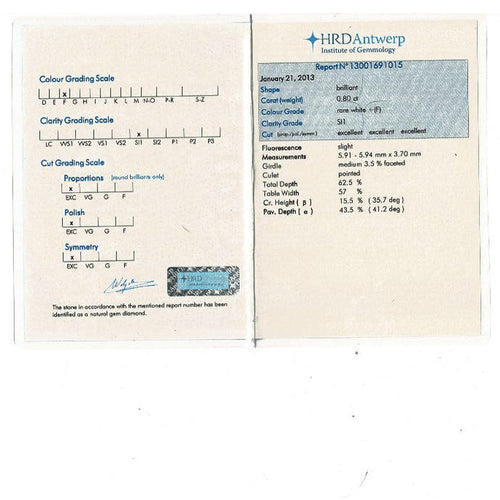 Colour Grading Scale
x
D E F G H I J K L M N-O P-R S-Z
Clarity Grading Scale
x
LC VVS1 VVS2 VS1 VS2 SI1 SI2 P1 P2 P3
Cut Grading Scale
Proportions (round brilliants only)
x
EXC VG G F
Polish
x
EXC VG G F
Symmetry
x
EXC VG G F
HRD
The stone in accordance with the mentioned report number has been
identified as a natural gem diamond.
HRD Antwerp
Institute of Gemmology
Report N° 13001691015
January 21, 2013
Shape brilliant
Carat (weight) 0.80 ct
Colour Grade rare white + (F)
Clarity Grade SI1
Cut (prop./pol./symm.) excellent excellent excellent
Fluorescence slight
Measurements 5.91 - 5.94 mm x 3.70 mm
Girdle medium 3.5 % faceted
Culet pointed
Total Depth 62.5 %
Table Width 57 %
Cr. Height ( β ) 15.5 % ( 35.7 deg )
Pav. Depth ( α ) 43.5 % ( 41.2 deg )